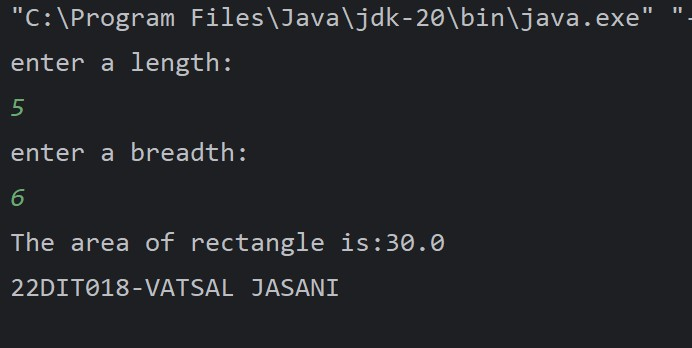 "C:\Program Files\Java\jdk-20\bin\java.exe" "-
enter a length:
5
enter a breadth:
6
The area of rectangle is:30.0
22DIT018-VATSAL JASANI